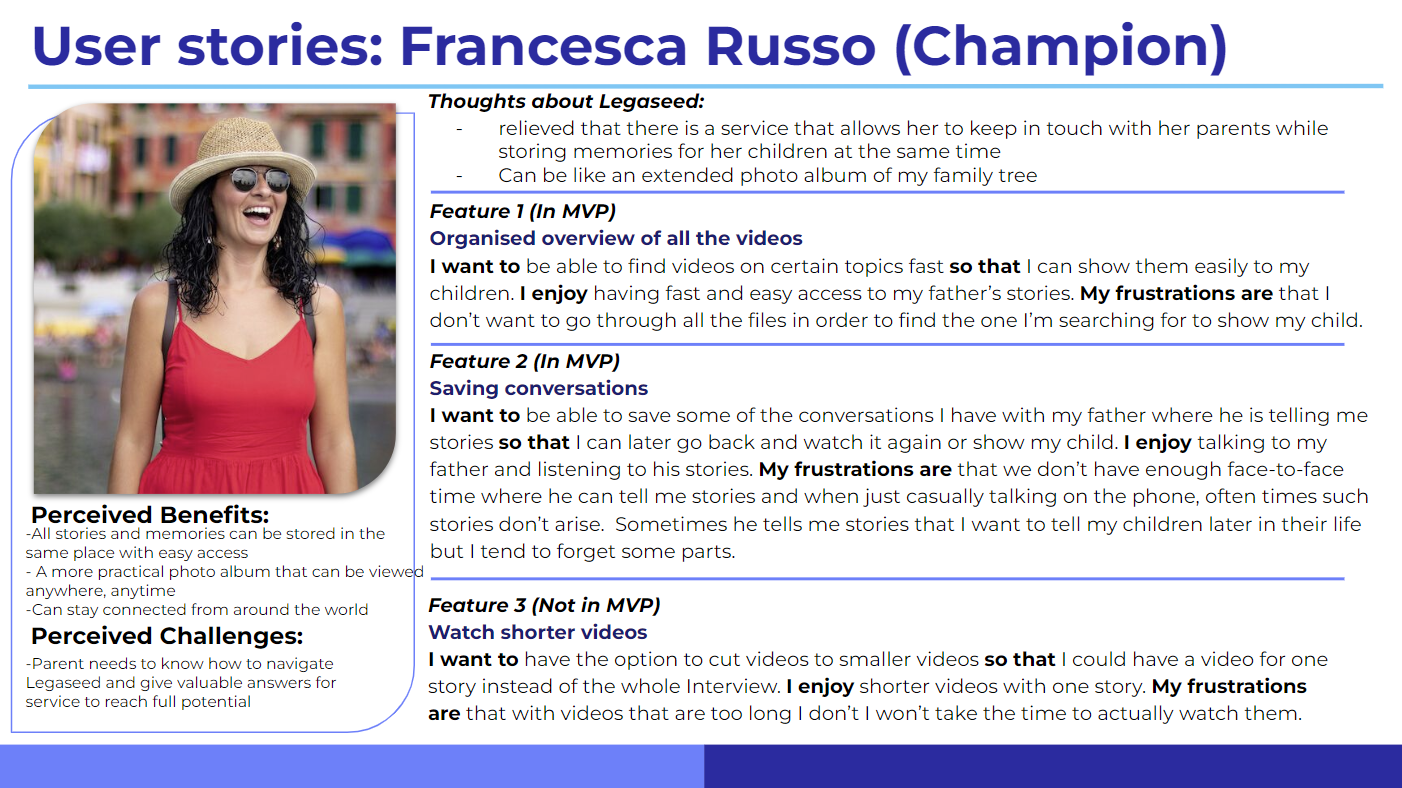 User stories: Francesca Russo (Champion)
Thoughts about Legaseed:
- relieved that there is a service that allows her to keep in touch with her parents while
storing memories for her children at the same time
- Can be like an extended photo album of my family tree
Feature 1 (In MVP)
Organised overview of all the videos
I want to be able to find videos on certain topics fast so that I can show them easily to my
children. I enjoy having fast and easy access to my father’s stories. My frustrations are that I
don’t want to go through all the files in order to find the one I’m searching for to show my child.
Feature 2 (In MVP)
Saving conversations
I want to be able to save some of the conversations I have with my father where he is telling me
stories so that I can later go back and watch it again or show my child. I enjoy talking to my
father and listening to his stories. My frustrations are that we don’t have enough face-to-face
time where he can tell me stories and when just casually talking on the phone, often times such
stories don’t arise.  Sometimes he tells me stories that I want to tell my children later in their life
but I tend to forget some parts.
Feature 3 (Not in MVP)
Watch shorter videos
I want to have the option to cut videos to smaller videos so that I could have a video for one
story instead of the whole Interview. I enjoy shorter videos with one story. My frustrations
are that with videos that are too long I don’t I won’t take the time to actually watch them.
Perceived Benefits:
-All stories and memories can be stored in the
same place with easy access
- A more practical photo album that can be viewed
anywhere, anytime
-Can stay connected from around the world
Perceived Challenges:
-Parent needs to know how to navigate
Legaseed and give valuable answers for
service to reach full potential